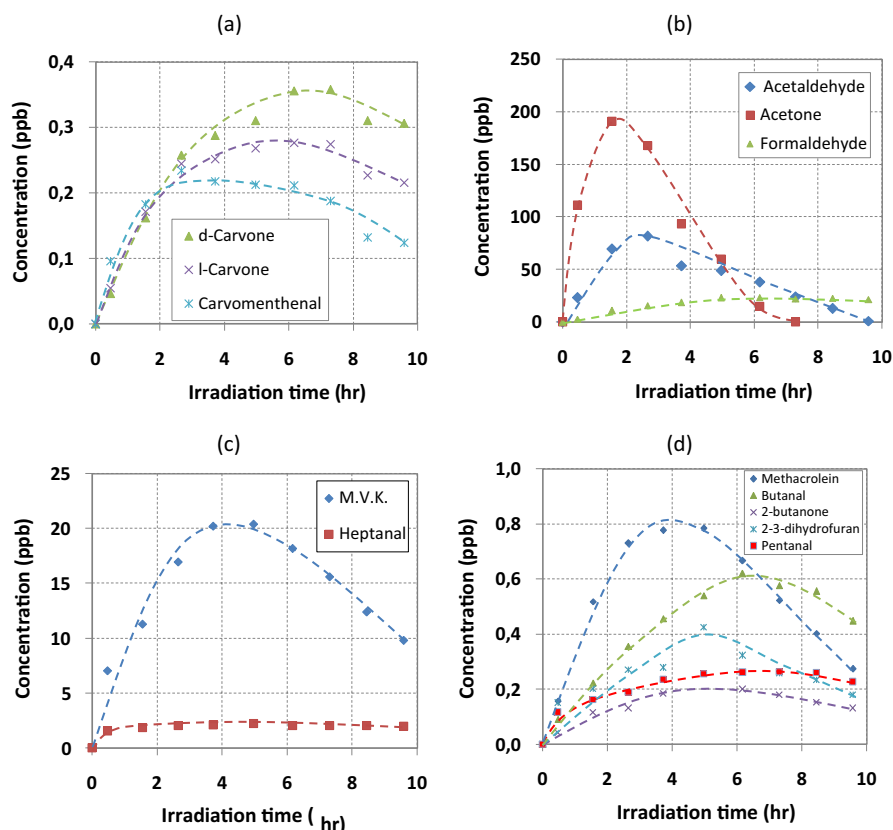 (a)
Concentration (ppb)
0,4
0,3
0,2
0,1
0,0
d-Carvone
l-Carvone
Carvomenthenal
0 2 4 6 8 10
Irradiation time (hr)
(b)
Concentration (ppb)
250
200
150
100
50
0
Acetaldehyde
Acetone
Formaldehyde
0 2 4 6 8 10
Irradiation time (hr)
(c)
Concentration (ppb)
25
20
15
10
5
0
M.V.K.
Heptanal
0 2 4 6 8 10
Irradiation time ( hr)
(d)
Concentration (ppb)
1,0
0,8
0,6
0,4
0,2
0,0
Methacrolein
Butanal
2-butanone
2-3-dihydrofuran
Pentanal
0 2 4 6 8 10
Irradiation time (hr)